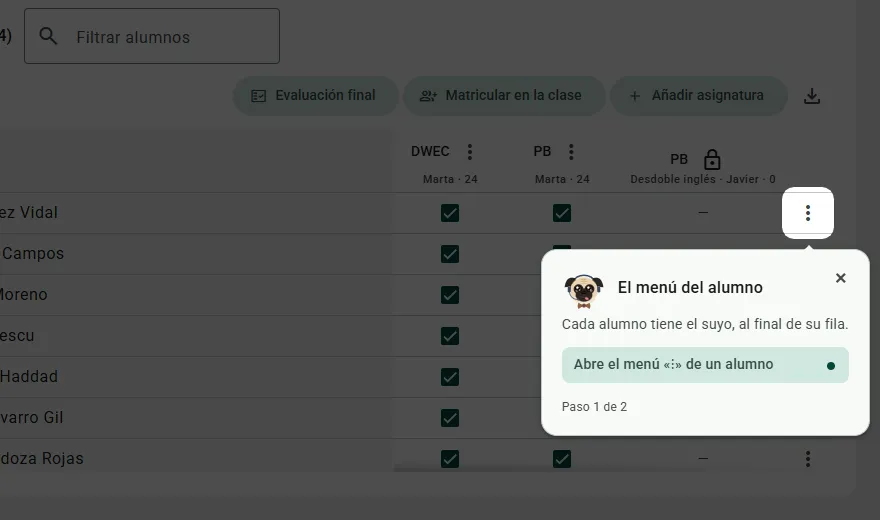 4)
Filtrar alumnos
Evaluación final
Matricular en la clase
Añadir asignatura
DWEC
PB
PB
Marta · 24
Marta · 24
Desdoble inglés · Javier · 0
ez Vidal
Campos
Moreno
escu
Haddad
varro Gil
doza Rojas
El menú del alumno
Cada alumno tiene el suyo, al final de su fila.
Abre el menú «⋮» de un alumno
Paso 1 de 2